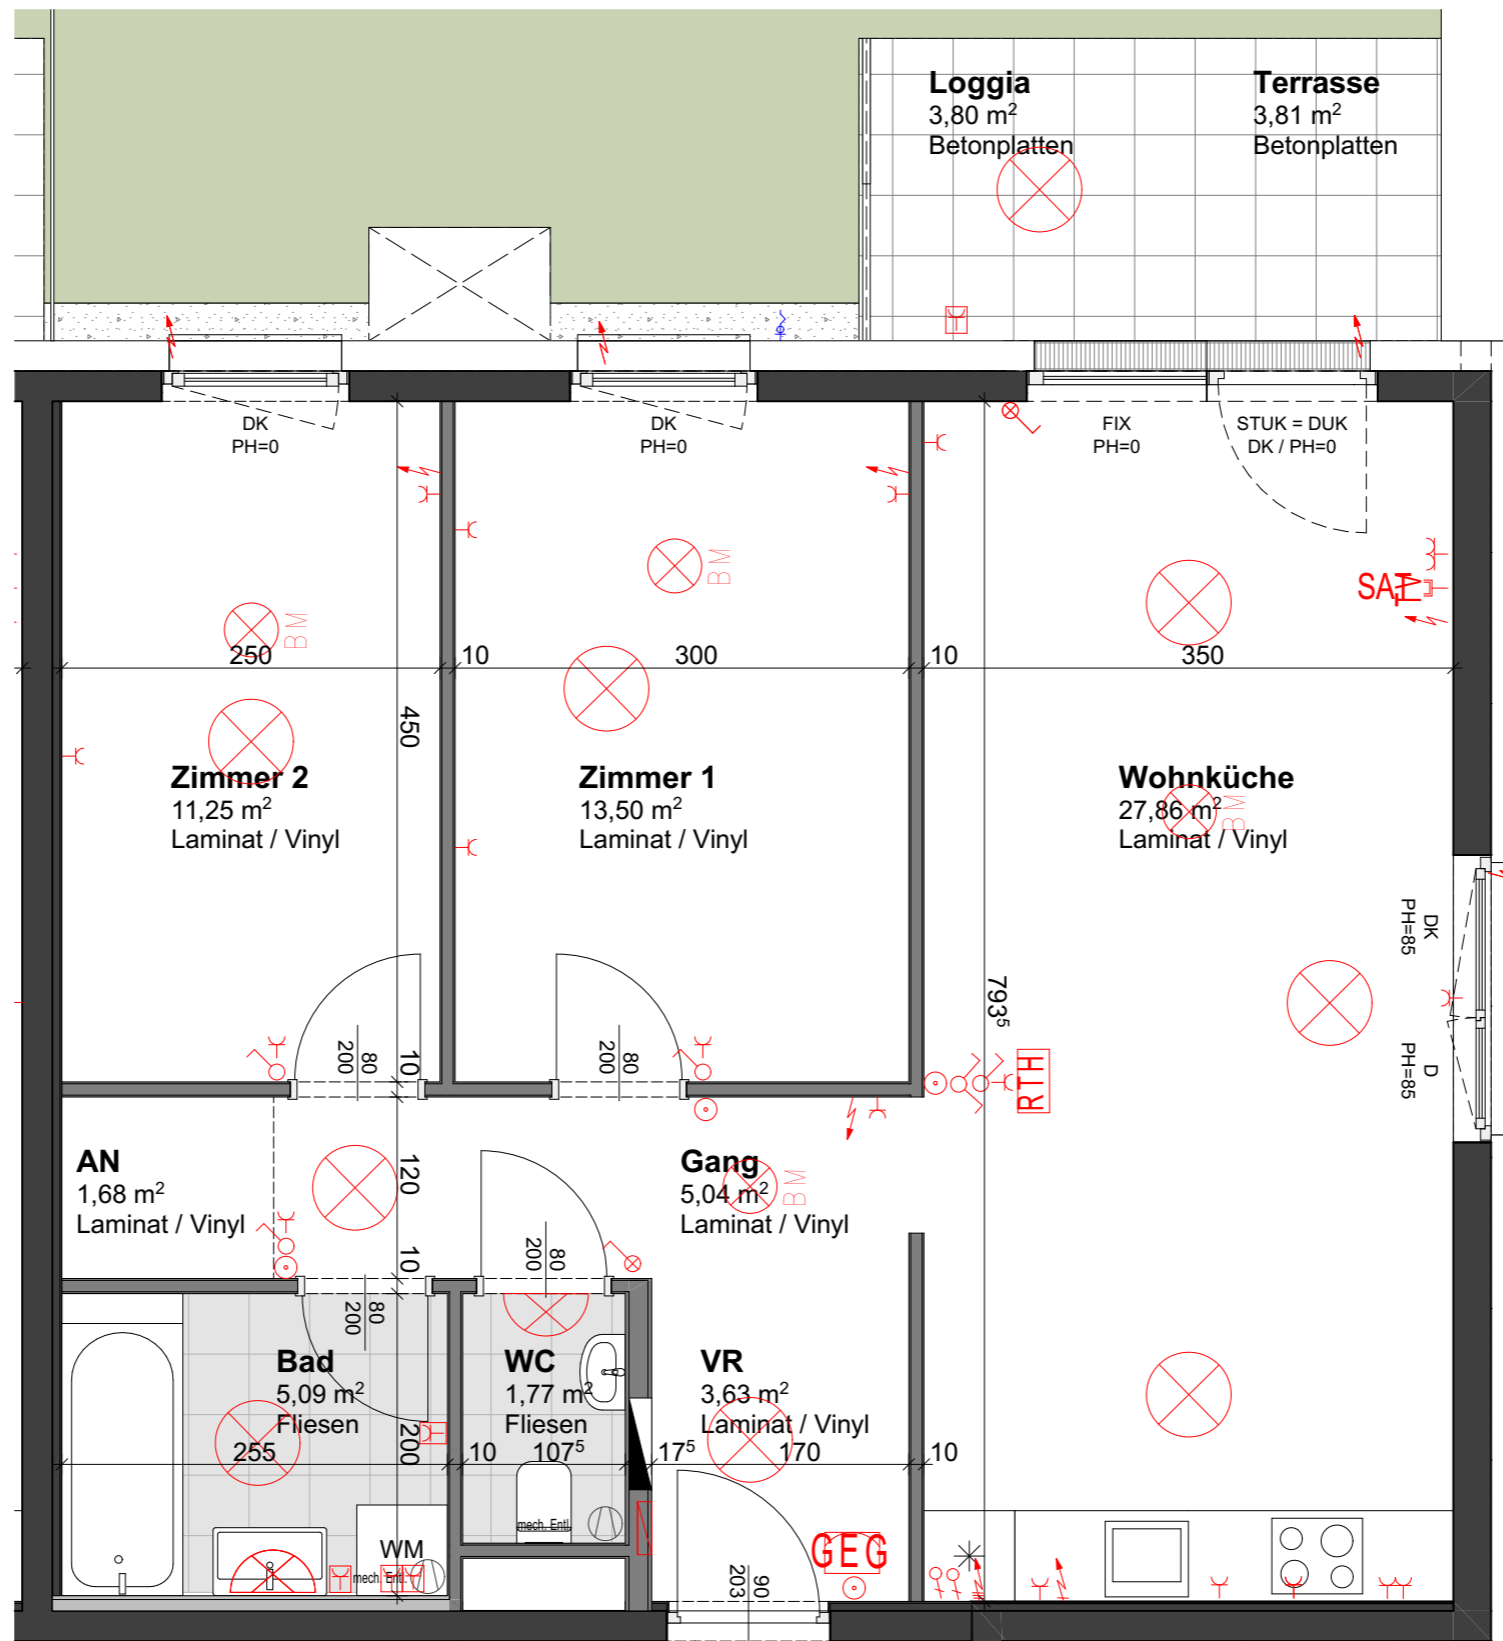 Loggia
3,80 m²
Betonplatten
Terrasse
3,81 m²
Betonplatten
DK
PH=0
DK
PH=0
FIX
PH=0
STUK = DUK
DK / PH=0
BM
BM
SAT
250
10
300
10
350
450
Zimmer 2
11,25 m²
Laminat / Vinyl
Zimmer 1
13,50 m²
Laminat / Vinyl
Wohnküche
27,86 m²
Laminat / Vinyl
BM
DK
PH=85
D
PH=85
793⁵
80
200
10
80
200
RTH
AN
1,68 m²
Laminat / Vinyl
120
Gang
5,04 m²
Laminat / Vinyl
BM
10
80
200
80
200
Bad
5,09 m²
Fliesen
WC
1,77 m²
Fliesen
VR
3,63 m²
Laminat / Vinyl
255
200
10
107⁵
17⁵
170
10
mech. Entl.
WM
mech. Entl.
GEG
90
203